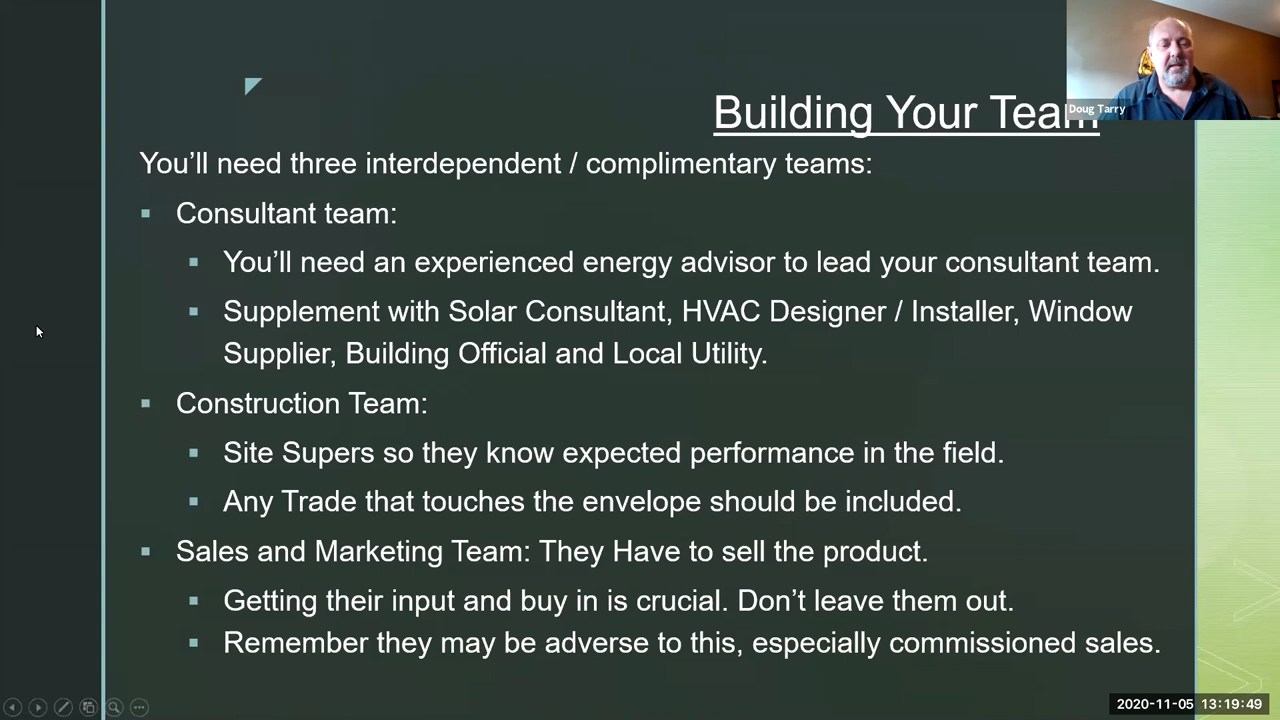 Building Your Team
Doug Tarry
You'll need three interdependent / complimentary teams:
Consultant team:
You'll need an experienced energy advisor to lead your consultant team.
Supplement with Solar Consultant, HVAC Designer / Installer, Window
Supplier, Building Official and Local Utility.
Construction Team:
Site Supers so they know expected performance in the field.
Any Trade that touches the envelope should be included.
Sales and Marketing Team: They Have to sell the product.
Getting their input and buy in is crucial. Don't leave them out.
Remember they may be adverse to this, especially commissioned sales.
2020-11-05 13:19:49